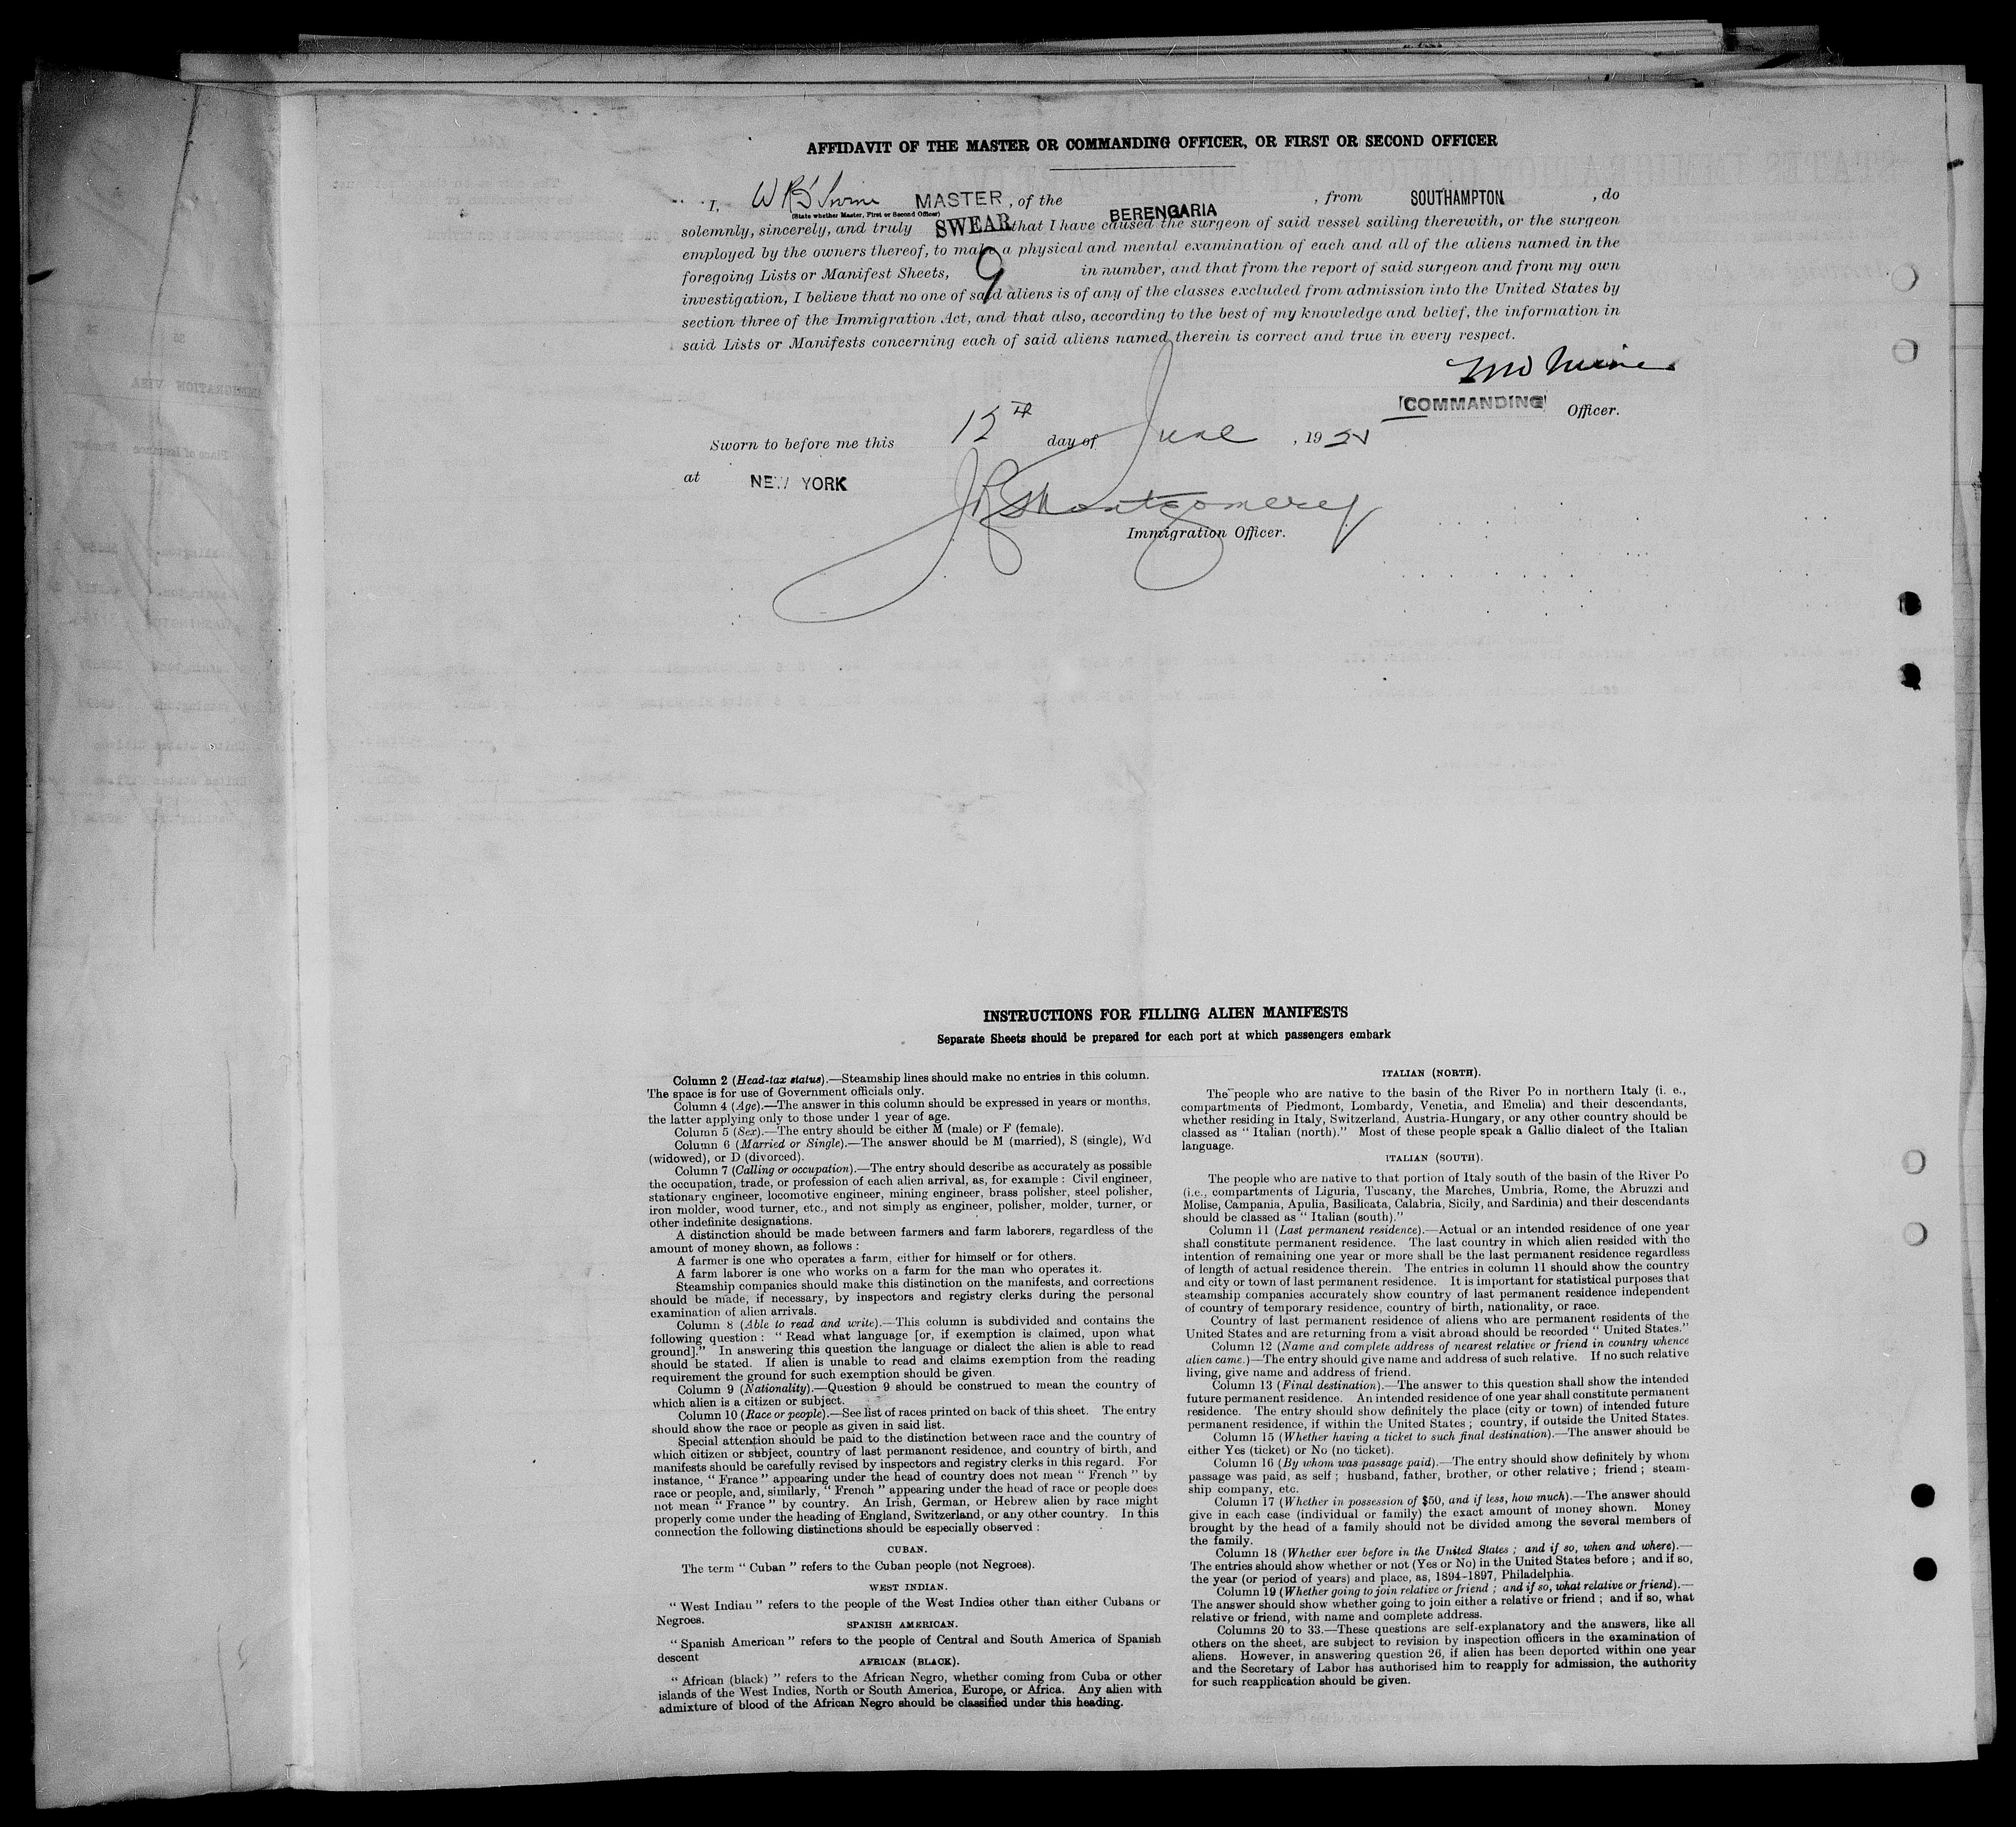 AFFIDAVIT OF THE MASTER OR COMMANDING OFFICER, OR FIRST OR SECOND OFFICER
I, MASTER, of the BERENGARIA, from SOUTHAMPTON, do
(State whether Master, First or Second Officer)
solemnly, sincerely, and truly SWEAR that I have caused the surgeon of said vessel sailing therewith, or the surgeon
employed by the owners thereof, to make a physical and mental examination of each and all of the aliens named in the
foregoing Lists or Manifest Sheets, 9 in number, and that from the report of said surgeon and from my own
investigation, I believe that no one of said aliens is of any of the classes excluded from admission into the United States by
section three of the Immigration Act, and that also, according to the best of my knowledge and belief, the information in
said Lists or Manifests concerning each of said aliens named therein is correct and true in every respect.
COMMANDING Officer.
Sworn to before me this day of June, 19
at NEW YORK
Montgomery
Immigration Officer.
INSTRUCTIONS FOR FILLING ALIEN MANIFESTS
Separate Sheets should be prepared for each port at which passengers embark
Column 2 (Head-tax status).—Steamship lines should make no entries in this column.
The space is for use of Government officials only.
Column 4 (Age).—The answer in this column should be expressed in years or months,
the latter applying only to those under 1 year of age.
Column 5 (Sex).—The entry should be either M (male) or F (female).
Column 6 (Married or Single).—The answer should be M (married), S (single), Wd
(widowed), or D (divorced).
Column 7 (Calling or occupation).—The entry should describe as accurately as possible
the occupation, trade, or profession of each alien arrival, as, for example : Civil engineer,
stationary engineer, locomotive engineer, mining engineer, brass polisher, steel polisher,
iron molder, wood turner, etc., and not simply as engineer, polisher, molder, turner, or
other indefinite designations.
A distinction should be made between farmers and farm laborers, regardless of the
amount of money shown, as follows :
A farmer is one who operates a farm, either for himself or for others.
A farm laborer is one who works on a farm for the man who operates it.
Steamship companies should make this distinction on the manifests, and corrections
should be made, if necessary, by inspectors and registry clerks during the personal
examination of alien arrivals.
Column 8 (Able to read and write).—This column is subdivided and contains the
following question : " Read what language [or, if exemption is claimed, upon what
ground]." In answering this question the language or dialect the alien is able to read
should be stated. If alien is unable to read and claims exemption from the reading
requirement the ground for such exemption should be given.
Column 9 (Nationality).—Question 9 should be construed to mean the country of
which alien is a citizen or subject.
Column 10 (Race or people).—See list of races printed on back of this sheet. The entry
should show the race or people as given in said list.
Special attention should be paid to the distinction between race and the country of
which citizen or subject, country of last permanent residence, and country of birth, and
manifests should be carefully revised by inspectors and registry clerks in this regard. For
instance, " France " appearing under the head of country does not mean " French " by
race or people, and, similarly, " French " appearing under the head of race or people does
not mean " France " by country. An Irish, German, or Hebrew alien by race might
properly come under the heading of England, Switzerland, or any other country. In this
connection the following distinctions should be especially observed :
CUBAN.
The term " Cuban " refers to the Cuban people (not Negroes).
WEST INDIAN.
" West Indian " refers to the people of the West Indies other than either Cubans or
Negroes.
SPANISH AMERICAN.
" Spanish American " refers to the people of Central and South America of Spanish
descent
AFRICAN (BLACK).
" African (black) " refers to the African Negro, whether coming from Cuba or other
islands of the West Indies, North or South America, Europe, or Africa. Any alien with
admixture of blood of the African Negro should be classified under this heading.
ITALIAN (NORTH).
The people who are native to the basin of the River Po in northern Italy (i. e.,
compartments of Piedmont, Lombardy, Venetia, and Emelia) and their descendants,
whether residing in Italy, Switzerland, Austria-Hungary, or any other country should be
classed as " Italian (north)." Most of these people speak a Gallic dialect of the Italian
language.
ITALIAN (SOUTH).
The people who are native to that portion of Italy south of the basin of the River Po
(i.e., compartments of Liguria, Tuscany, the Marches, Umbria, Rome, the Abruzzi and
Molise, Campania, Apulia, Basilicata, Calabria, Sicily, and Sardinia) and their descendants
should be classed as " Italian (south)."
Column 11 (Last permanent residence).—Actual or an intended residence of one year
shall constitute permanent residence. The last country in which alien resided with the
intention of remaining one year or more shall be the last permanent residence regardless
of length of actual residence therein. The entries in column 11 should show the country
and city or town of last permanent residence. It is important for statistical purposes that
steamship companies accurately show country of last permanent residence independent
of country of temporary residence, country of birth, nationality, or race.
Country of last permanent residence of aliens who are permanent residents of the
United States and are returning from a visit abroad should be recorded " United States."
Column 12 (Name and complete address of nearest relative or friend in country whence
alien came.)—The entry should give name and address of such relative. If no such relative
living, give name and address of friend.
Column 13 (Final destination).—The answer to this question shall show the intended
future permanent residence. An intended residence of one year shall constitute permanent
residence. The entry should show definitely the place (city or town) of intended future
permanent residence, if within the United States ; country, if outside the United States.
Column 15 (Whether having a ticket to such final destination).—The answer should be
either Yes (ticket) or No (no ticket).
Column 16 (By whom was passage paid).—The entry should show definitely by whom
passage was paid, as self ; husband, father, brother, or other relative ; friend ; steam-
ship company, etc.
Column 17 (Whether in possession of $50, and if less, how much).—The answer should
give in each case (individual or family) the exact amount of money shown. Money
brought by the head of a family should not be divided among the several members of
the family.
Column 18 (Whether ever before in the United States ; and if so, when and where).—
The entries should show whether or not (Yes or No) in the United States before ; and if so,
the year (or period of years) and place, as, 1894-1897, Philadelphia.
Column 19 (Whether going to join relative or friend ; and if so, what relative or friend).—
The answer should show whether going to join either a relative or friend ; and if so, what
relative or friend, with name and complete address.
Columns 20 to 33.—These questions are self-explanatory and the answers, like all
others on the sheet, are subject to revision by inspection officers in the examination of
aliens. However, in answering question 26, if alien has been deported within one year
and the Secretary of Labor has authorised him to reapply for admission, the authority
for such reapplication should be given.